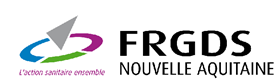 FRGDS
NOUVELLE AQUITAINE
L'action sanitaire ensemble